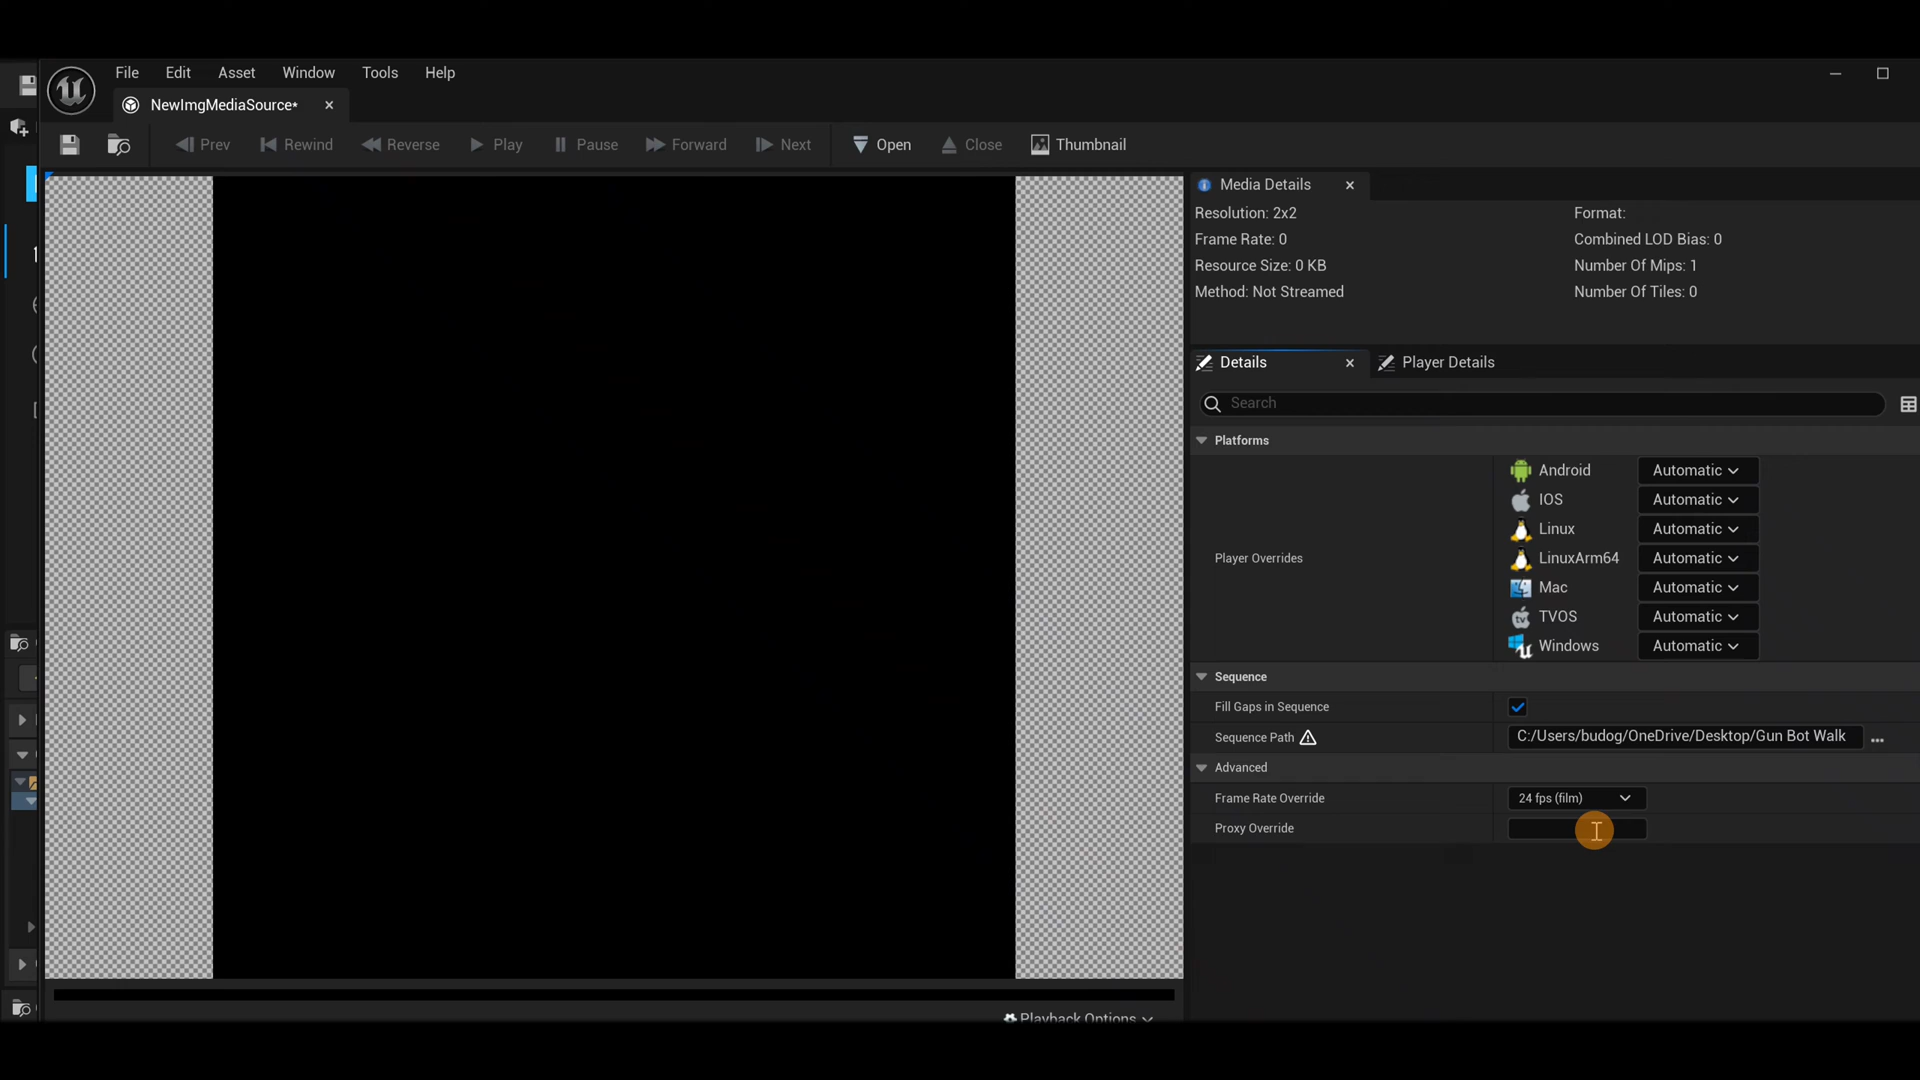 File Edit Asset Window Tools Help
NewImgMediaSource*
Prev Rewind Reverse Play Pause Forward Next Open Close Thumbnail
Media Details
Resolution: 2x2
Format:
Frame Rate: 0
Combined LOD Bias: 0
Resource Size: 0 KB
Number Of Mips: 1
Method: Not Streamed
Number Of Tiles: 0
Details
Player Details
Search
Platforms
Player Overrides
Android Automatic
IOS Automatic
Linux Automatic
LinuxArm64 Automatic
Mac Automatic
TVOS Automatic
Windows Automatic
Sequence
Fill Gaps in Sequence
Sequence Path C:/Users/budog/OneDrive/Desktop/Gun Bot Walk
Advanced
Frame Rate Override 24 fps (film)
Proxy Override
Playback Options